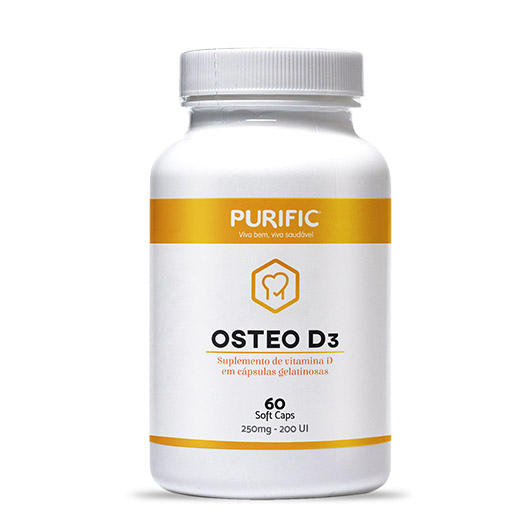 PURIFIC
Viva bem, viva saudável
OSTEO D3
Suplemento de vitamina D
em cápsulas gelatinosas
60
Soft Caps
250mg - 200 UI